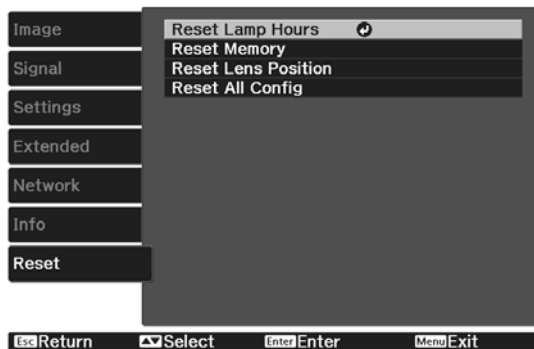 Image
Signal
Settings
Extended
Network
Info
Reset
Reset Lamp Hours
Reset Memory
Reset Lens Position
Reset All Config
Esc Return Select Enter Enter Menu Exit